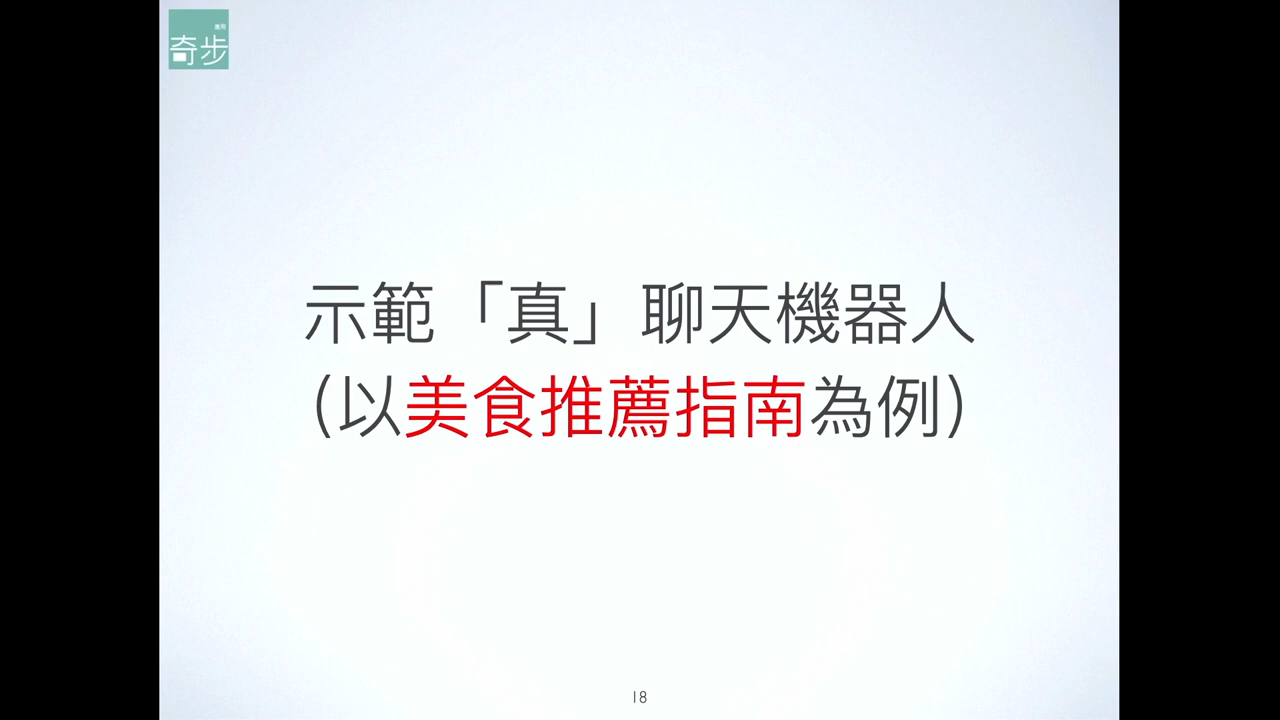 奇步
示範「真」聊天機器人
(以美食推薦指南為例)
18